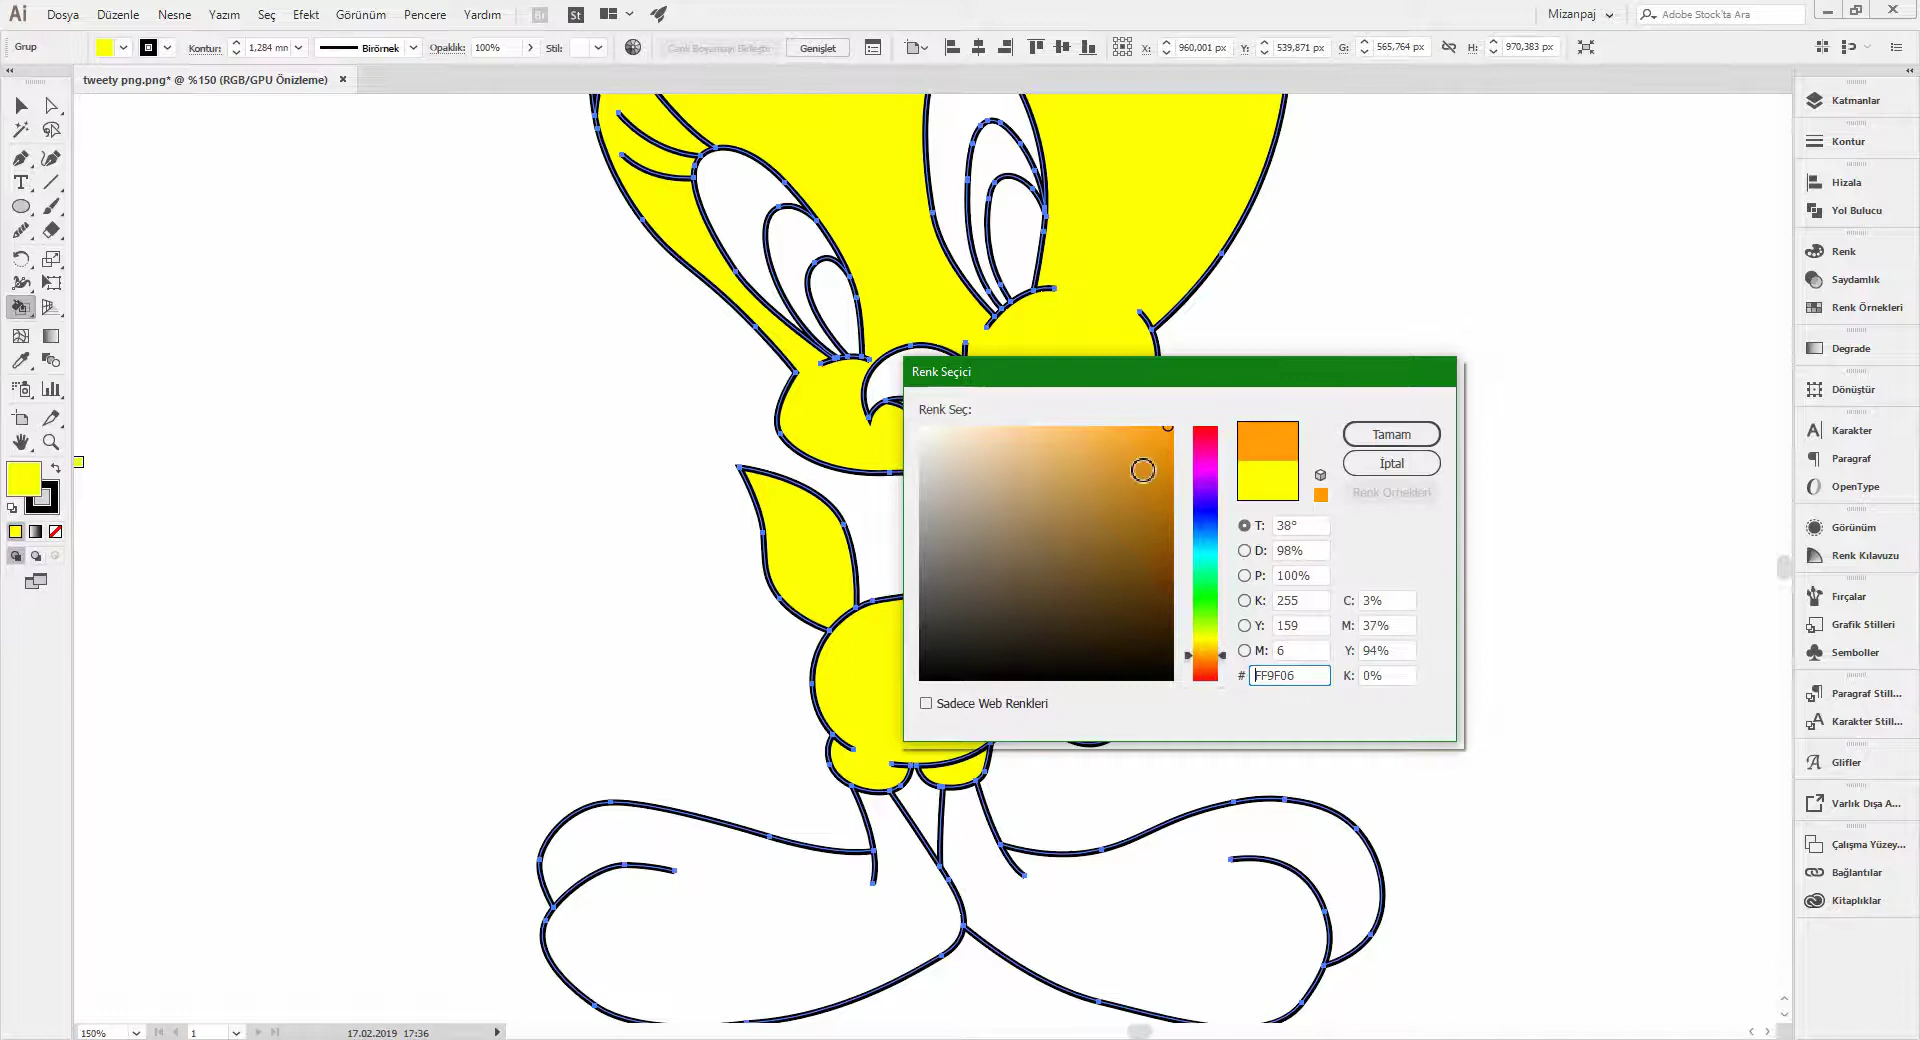 Ai Dosya Düzenle Nesne Yazım Seç Efekt Görünüm Pencere Yardım Br St Mizanpaj Adobe Stock'ta Ara
Grup Kontur: 1,284 mn Birörnek Opaklık: 100% Stil: Canlı Boyamayı Birleştir Genişlet X: 960,001 px Y: 539,871 px G: 565,764 px H: 970,383 px
tweety png.png* @ %150 (RGB/GPU Önizleme)
Katmanlar
Kontur
Hizala
Yol Bulucu
Renk
Saydamlık
Renk Örnekleri
Degrade
Dönüştür
Karakter
Paragraf
OpenType
Görünüm
Renk Kılavuzu
Fırçalar
Grafik Stilleri
Semboller
Paragraf Still...
Karakter Still...
Glifler
Varlık Dışa A...
Çalışma Yüzey...
Bağlantılar
Kitaplıklar
Renk Seçici
Renk Seç:
Tamam
İptal
Renk Örnekleri
T: 38°
D: 98%
P: 100%
K: 255 C: 3%
Y: 159 M: 37%
M: 6 Y: 94%
# FF9F06 K: 0%
Sadece Web Renkleri
150% 1 17.02.2019 17:36